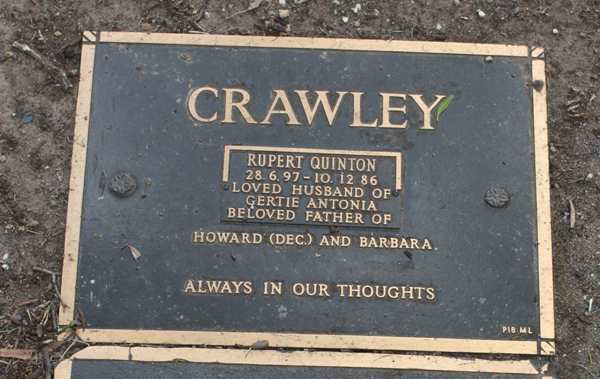 CRAWLEY
RUPERT QUINTON
28.6.97-10.12 86
LOVED HUSBAND OF
GERTIE ANTONIA
BELOVED FATHER OF
HOWARD (DEC.) AND BARBARA
ALWAYS IN OUR THOUGHTS
P18 ML